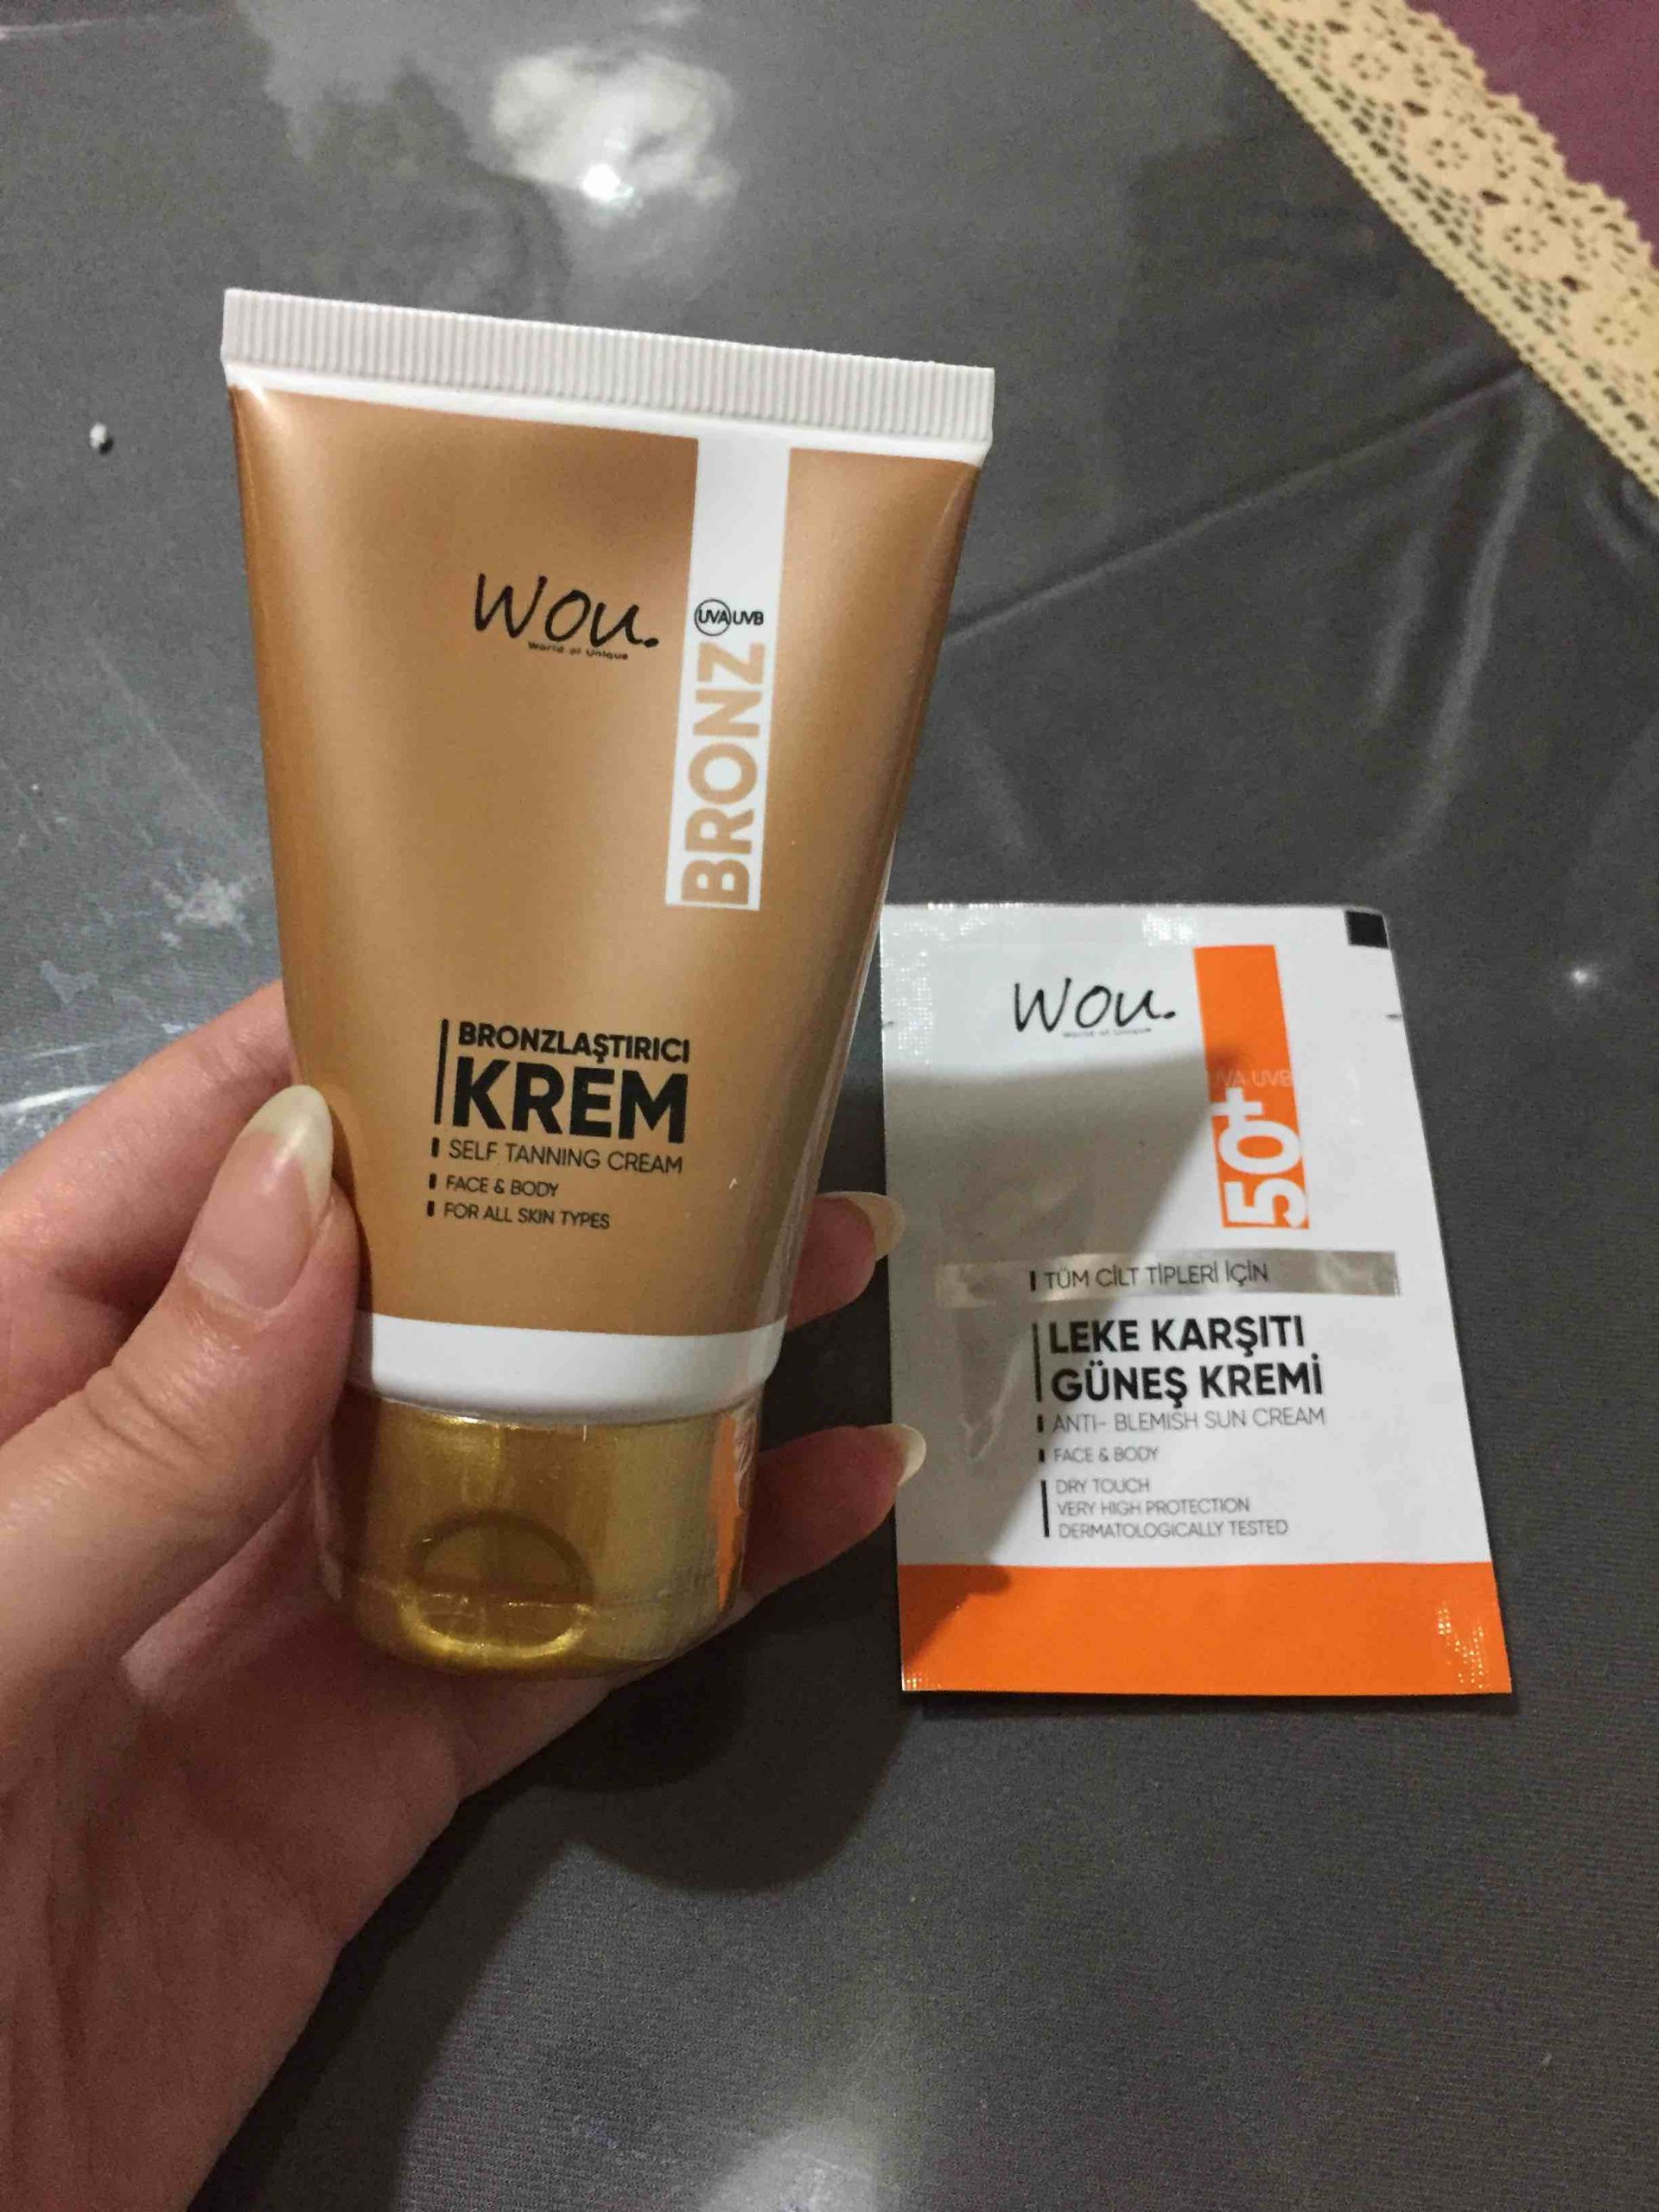 Wou.
World of Unique
UVA UVB
BRONZ
BRONZLAŞTIRICI
KREM
SELF TANNING CREAM
FACE & BODY
FOR ALL SKIN TYPES
Wou.
World of Unique
UVA UVB
50+
TÜM CİLT TİPLERİ İÇİN
LEKE KARŞITI
GÜNEŞ KREMİ
ANTI- BLEMISH SUN CREAM
FACE & BODY
DRY TOUCH
VERY HIGH PROTECTION
DERMATOLOGICALLY TESTED